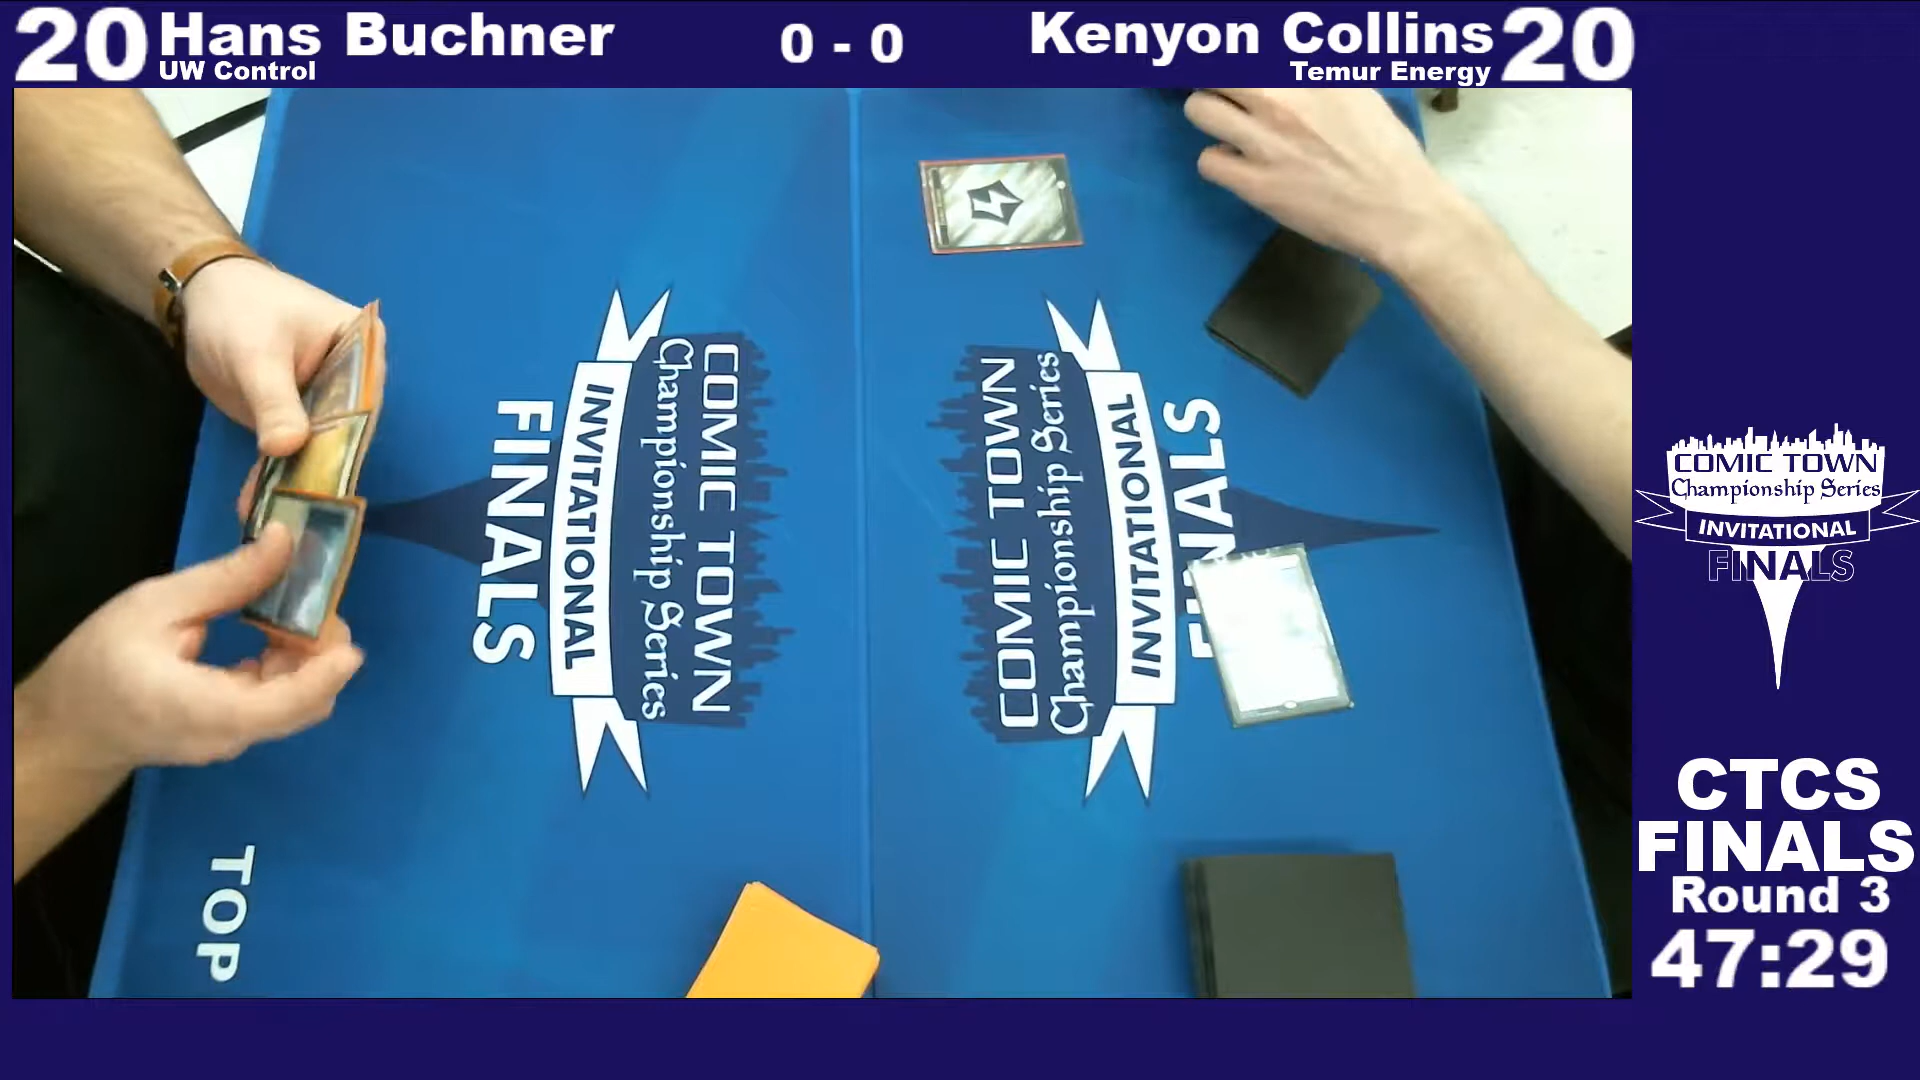 20 Hans Buchner 0 - 0 Kenyon Collins 20
UW Control Temur Energy
COMIC TOWN
Championship Series
INVITATIONAL
FINALS
COMIC TOWN
Championship Series
INVITATIONAL
FINALS
TOP
COMIC TOWN
Championship Series
INVITATIONAL
FINALS
CTCS
FINALS
Round 3
47:29